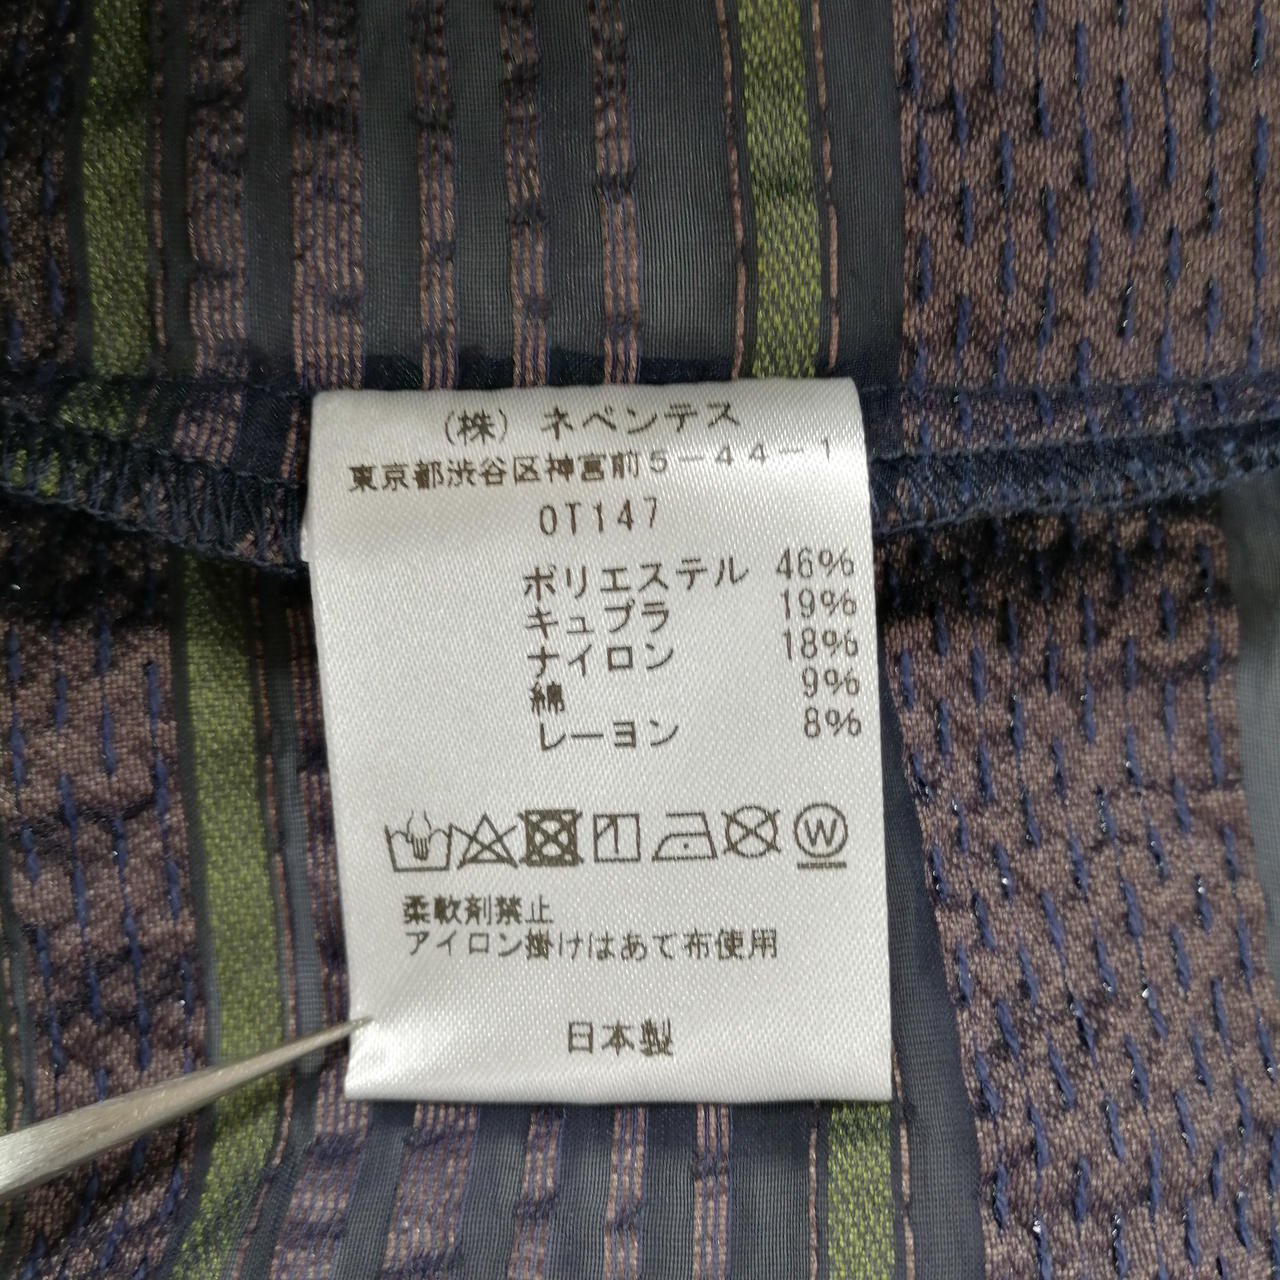 (株) ネペンテス
東京都渋谷区神宮前5-44-1
OT147
ポリエステル 46%
キュプラ 19%
ナイロン 18%
綿 9%
レーヨン 8%
W
柔軟剤禁止
アイロン掛けはあて布使用
日本製